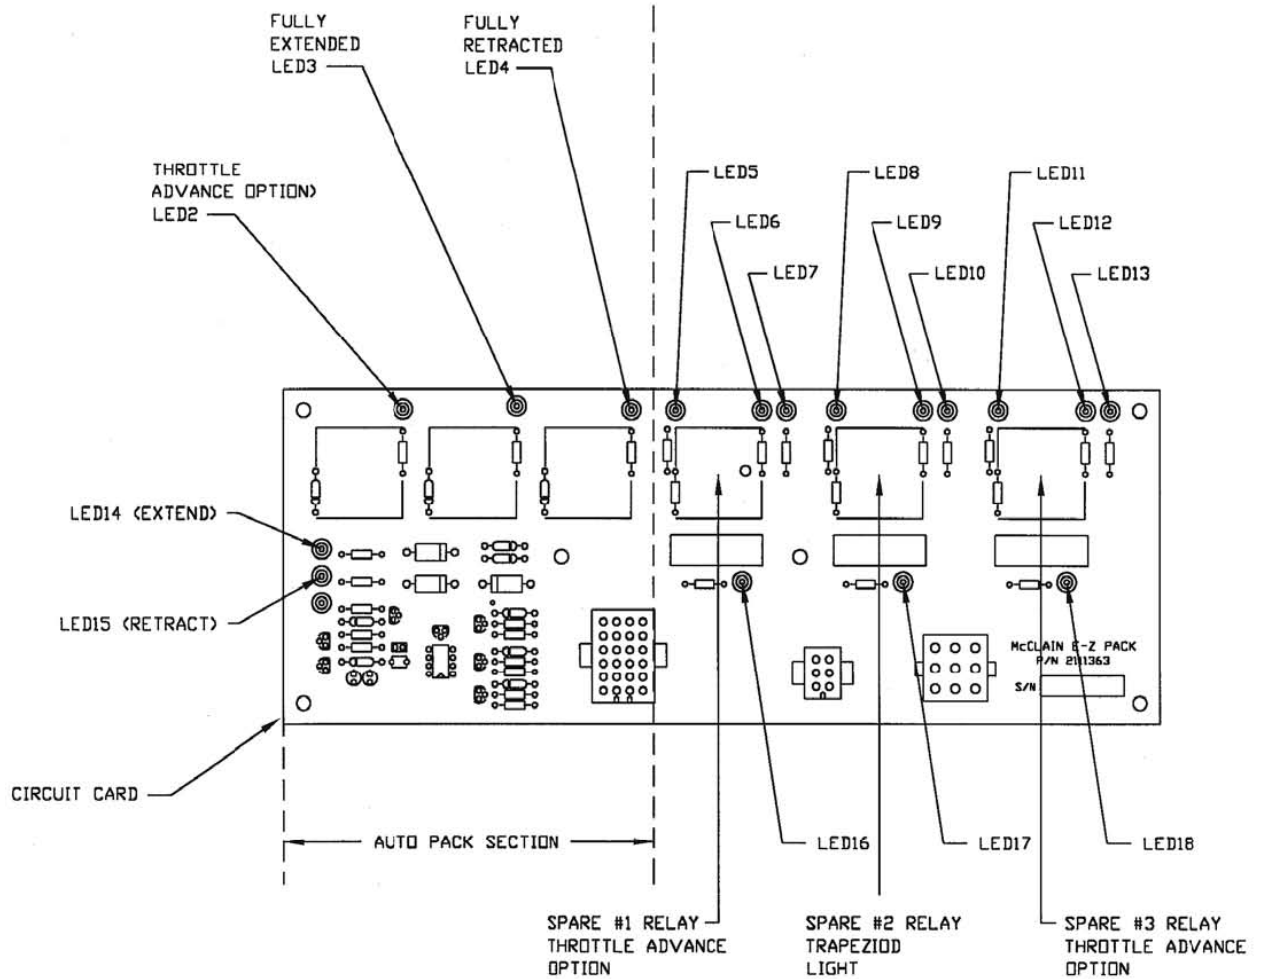 FULLY
EXTENDED
LED3
FULLY
RETRACTED
LED4
THROTTLE
ADVANCE OPTION)
LED2
LED5
LED6
LED7
LED8
LED9
LED10
LED11
LED12
LED13
LED14 (EXTEND)
LED15 (RETRACT)
McCLAIN E-Z PACK
P/N 2111363
S/N
CIRCUIT CARD
AUTO PACK SECTION
LED16
LED17
LED18
SPARE #1 RELAY
THROTTLE ADVANCE
OPTION
SPARE #2 RELAY
TRAPEZIOD
LIGHT
SPARE #3 RELAY
THROTTLE ADVANCE
OPTION